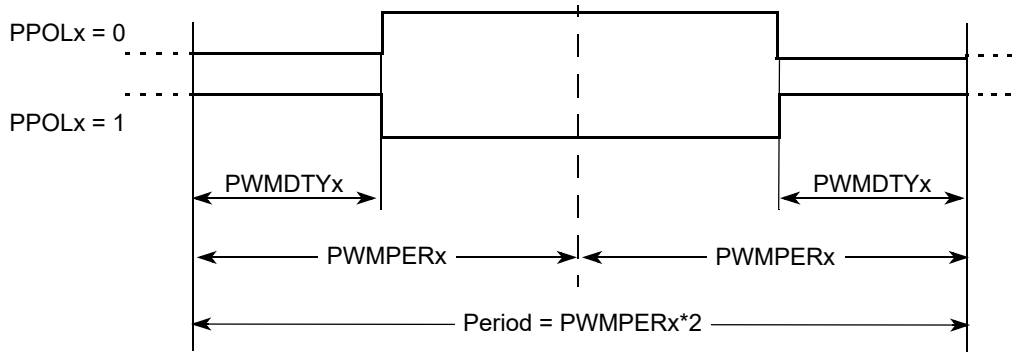 PPOLx = 0
PPOLx = 1
PWMDTYx
PWMDTYx
PWMPERx
PWMPERx
Period = PWMPERx*2